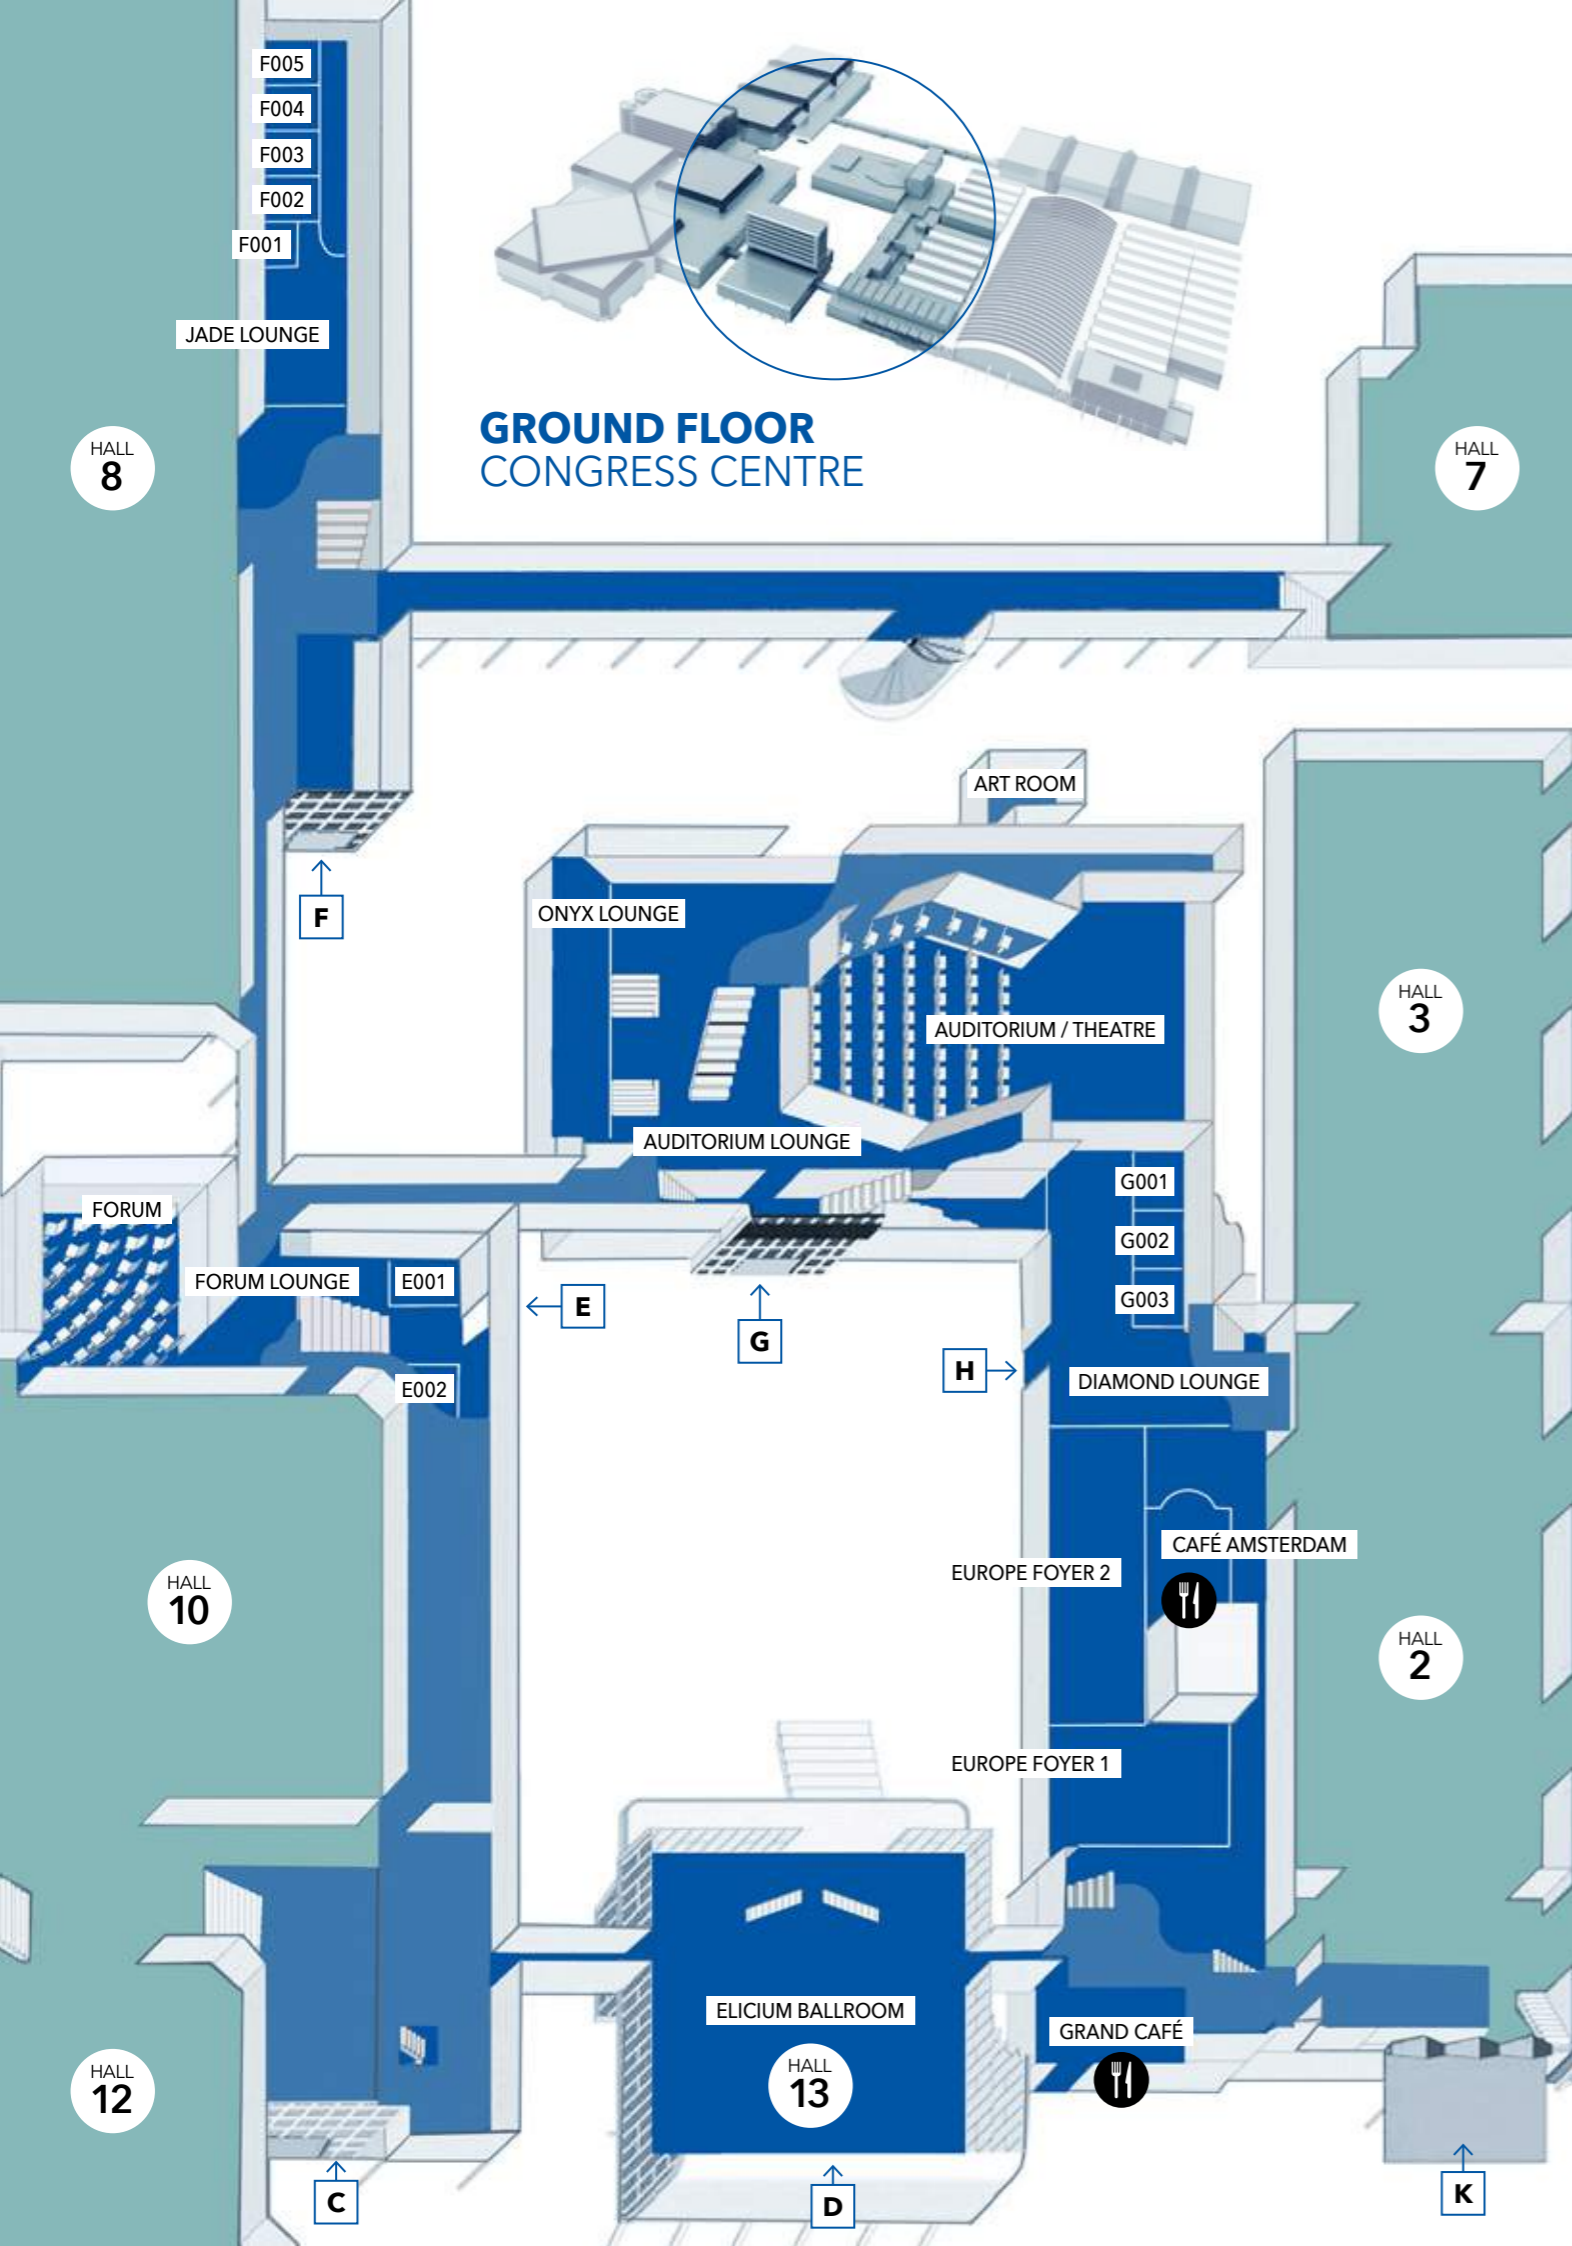 F005
F004
F003
F002
F001
JADE LOUNGE
GROUND FLOOR
CONGRESS CENTRE
HALL
8
HALL
7
ART ROOM
F
ONYX LOUNGE
HALL
3
AUDITORIUM / THEATRE
AUDITORIUM LOUNGE
G001
FORUM
G002
FORUM LOUNGE
E001
G003
E
G
H
DIAMOND LOUNGE
E002
CAFÉ AMSTERDAM
EUROPE FOYER 2
HALL
10
HALL
2
EUROPE FOYER 1
ELICIUM BALLROOM
GRAND CAFÉ
HALL
12
HALL
13
C
D
K